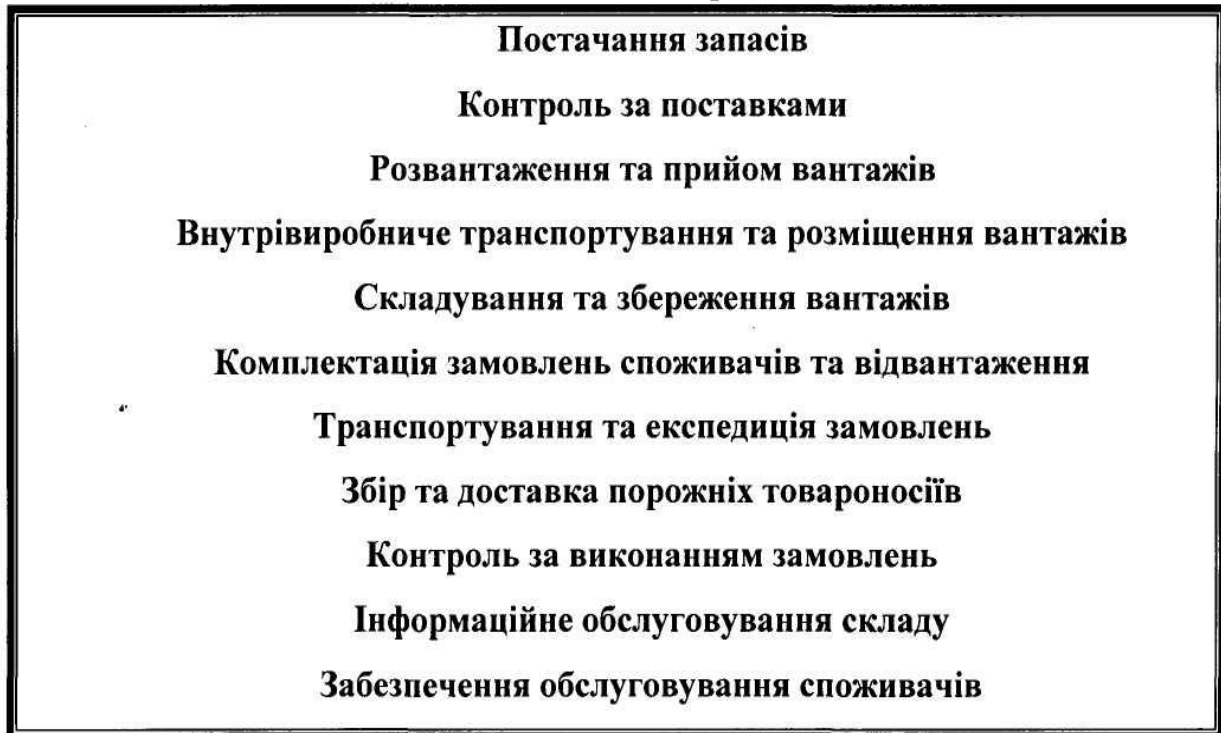 Постачання запасів
Контроль за поставками
Розвантаження та прийом вантажів
Внутрівиробниче транспортування та розміщення вантажів
Складування та збереження вантажів
Комплектація замовлень споживачів та відвантаження
Транспортування та експедиція замовлень
Збір та доставка порожніх товароносіїв
Контроль за виконанням замовлень
Інформаційне обслуговування складу
Забезпечення обслуговування споживачів